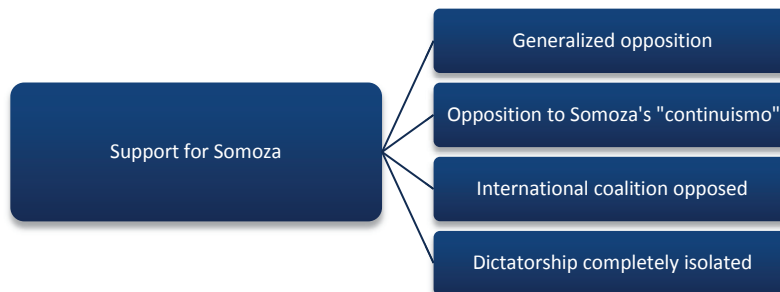 Support for Somoza
Generalized opposition
Opposition to Somoza's "continuismo"
International coalition opposed
Dictatorship completely isolated